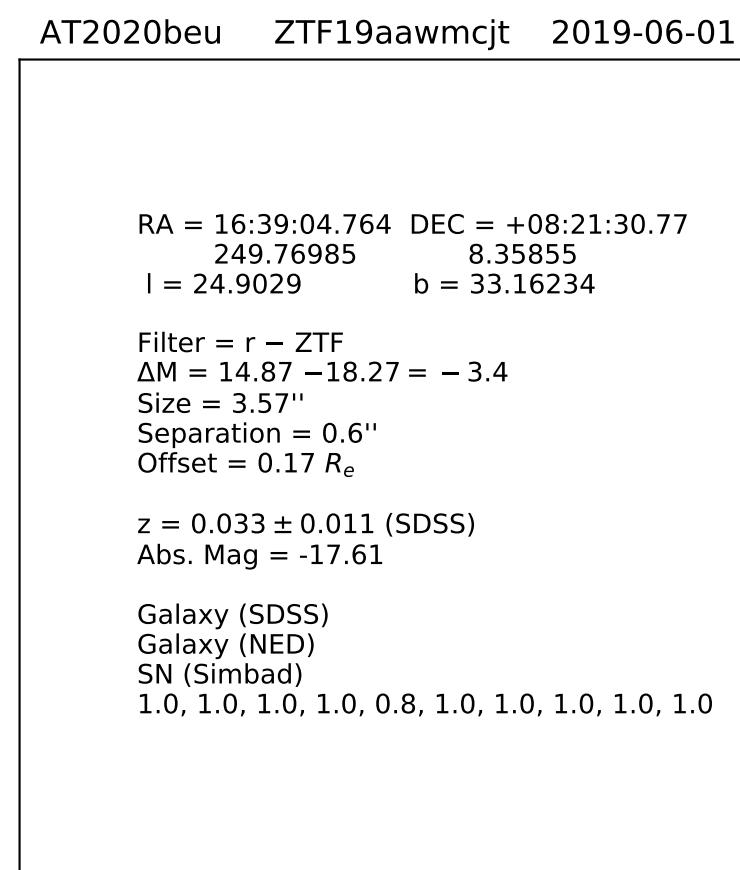 AT2020beu ZTF19aawmcjt 2019-06-01
RA = 16:39:04.764 DEC = +08:21:30.77
249.76985 8.35855
l = 24.9029 b = 33.16234
Filter = r − ZTF
ΔM = 14.87 −18.27 = − 3.4
Size = 3.57''
Separation = 0.6''
Offset = 0.17 Rₑ
z = 0.033 ± 0.011 (SDSS)
Abs. Mag = -17.61
Galaxy (SDSS)
Galaxy (NED)
SN (Simbad)
1.0, 1.0, 1.0, 1.0, 0.8, 1.0, 1.0, 1.0, 1.0, 1.0